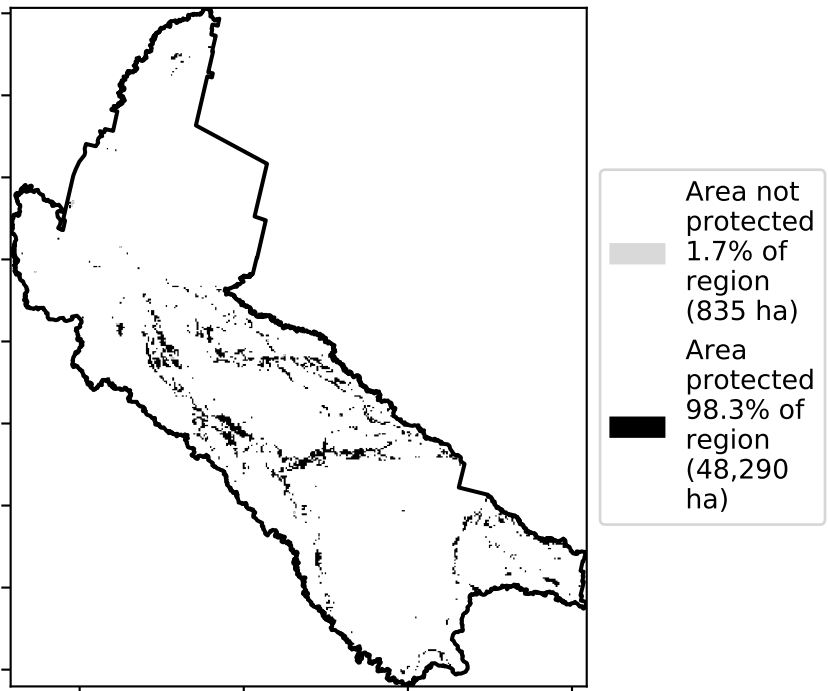 Area not
protected
1.7% of
region
(835 ha)
Area
protected
98.3% of
region
(48,290
ha)